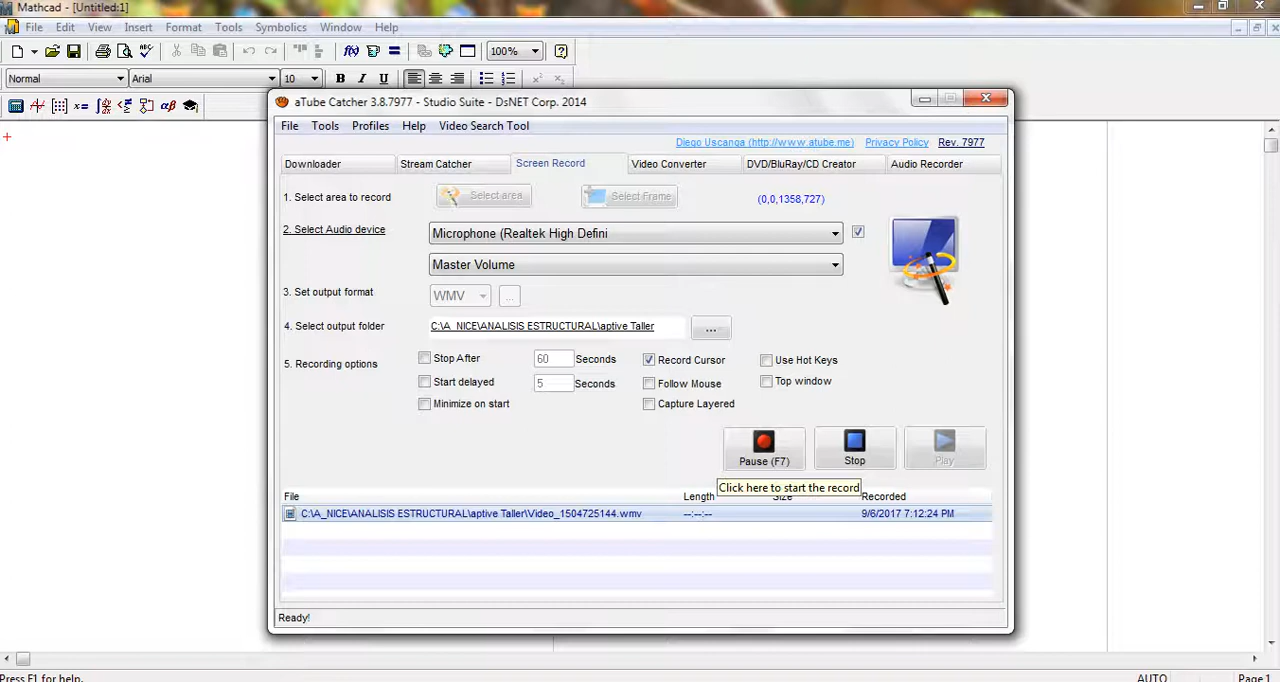 Mathcad - [Untitled:1]
File Edit View Insert Format Tools Symbolics Window Help
100%
Normal Arial 10 B I U
aTube Catcher 3.8.7977 - Studio Suite - DsNET Corp. 2014
File Tools Profiles Help Video Search Tool
Diego Uscanga (http://www.atube.me) Privacy Policy Rev. 7977
Downloader Stream Catcher Screen Record Video Converter DVD/BluRay/CD Creator Audio Recorder
1. Select area to record Select area Select Frame (0,0,1358,727)
2. Select Audio device Microphone (Realtek High Defini
Master Volume
3. Set output format WMV ...
4. Select output folder C:\A_NICE\ANALISIS ESTRUCTURAL\aptive Taller ...
5. Recording options Stop After 60 Seconds Record Cursor Use Hot Keys
Start delayed 5 Seconds Follow Mouse Top window
Minimize on start Capture Layered
Pause (F7) Stop Play
Click here to start the record
File Length Size Recorded
C:\A_NICE\ANALISIS ESTRUCTURAL\aptive Taller\Video_1504725144.wmv --:--:-- 9/6/2017 7:12:24 PM
Ready!
Press F1 for help. AUTO Page 1